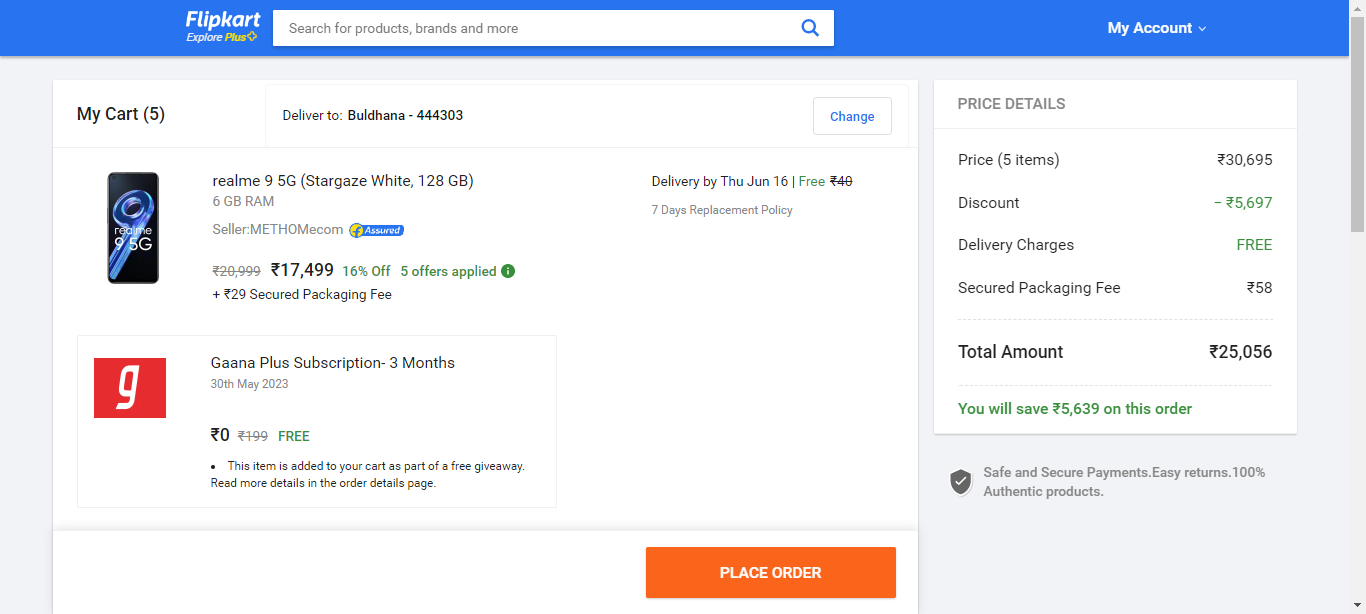 Flipkart
Explore Plus
Search for products, brands and more
My Account
My Cart (5)
Deliver to: Buldhana - 444303
Change
realme 9 5G (Stargaze White, 128 GB)
6 GB RAM
Seller:METHOMecom
f Assured
₹20,999 ₹17,499 16% Off 5 offers applied i
+ ₹29 Secured Packaging Fee
Delivery by Thu Jun 16 | Free ₹40
7 Days Replacement Policy
9
realme
9 5G
g
Gaana Plus Subscription- 3 Months
30th May 2023
₹0 ₹199 FREE
• This item is added to your cart as part of a free giveaway.
Read more details in the order details page.
PLACE ORDER
PRICE DETAILS
Price (5 items) ₹30,695
Discount − ₹5,697
Delivery Charges FREE
Secured Packaging Fee ₹58
Total Amount ₹25,056
You will save ₹5,639 on this order
Safe and Secure Payments.Easy returns.100%
Authentic products.